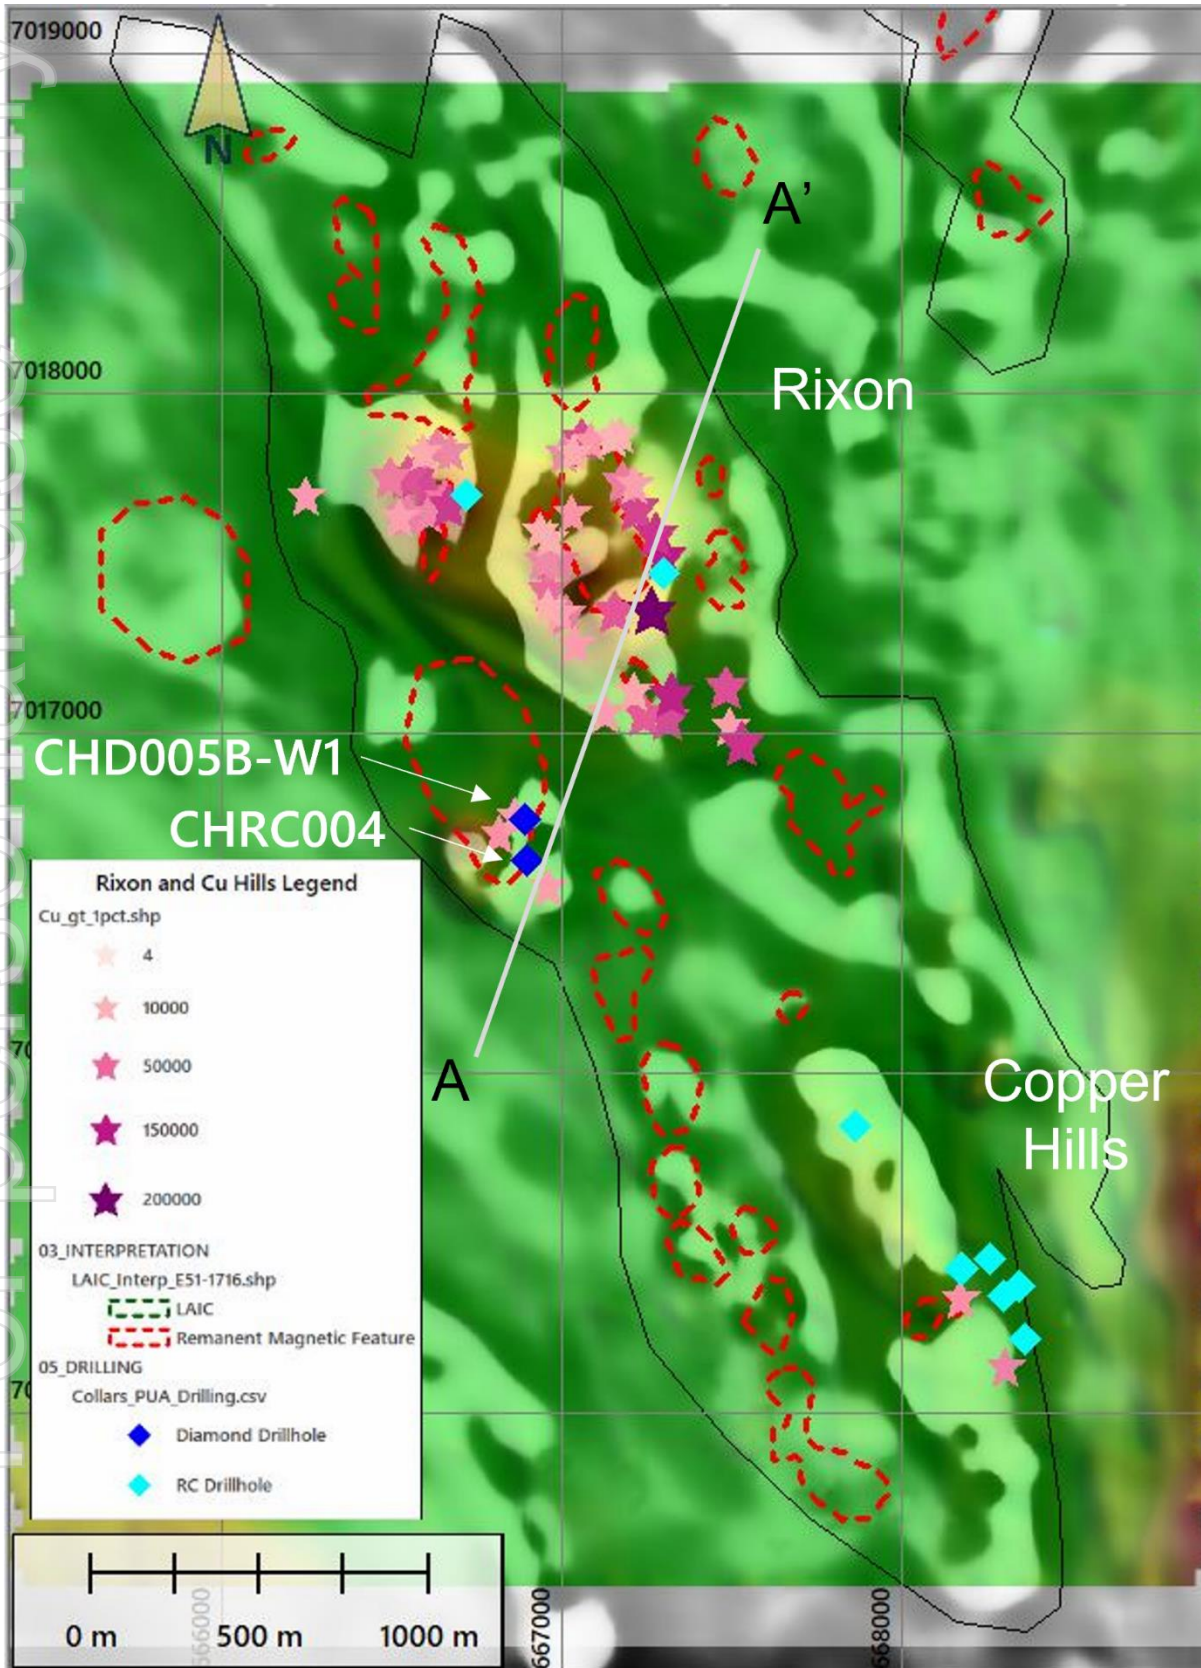 7019000
N
A’
7018000
Rixon
7017000
CHD005B-W1
CHRC004
Rixon and Cu Hills Legend
Cu_gt_1pct.shp
4
10000
50000
150000
200000
A
Copper
Hills
03_INTERPRETATION
LAIC_Interp_E51-1716.shp
LAIC
Remanent Magnetic Feature
05_DRILLING
Collars_PUA_Drilling.csv
Diamond Drillhole
RC Drillhole
0 m 500 m 1000 m
666000
667000
668000